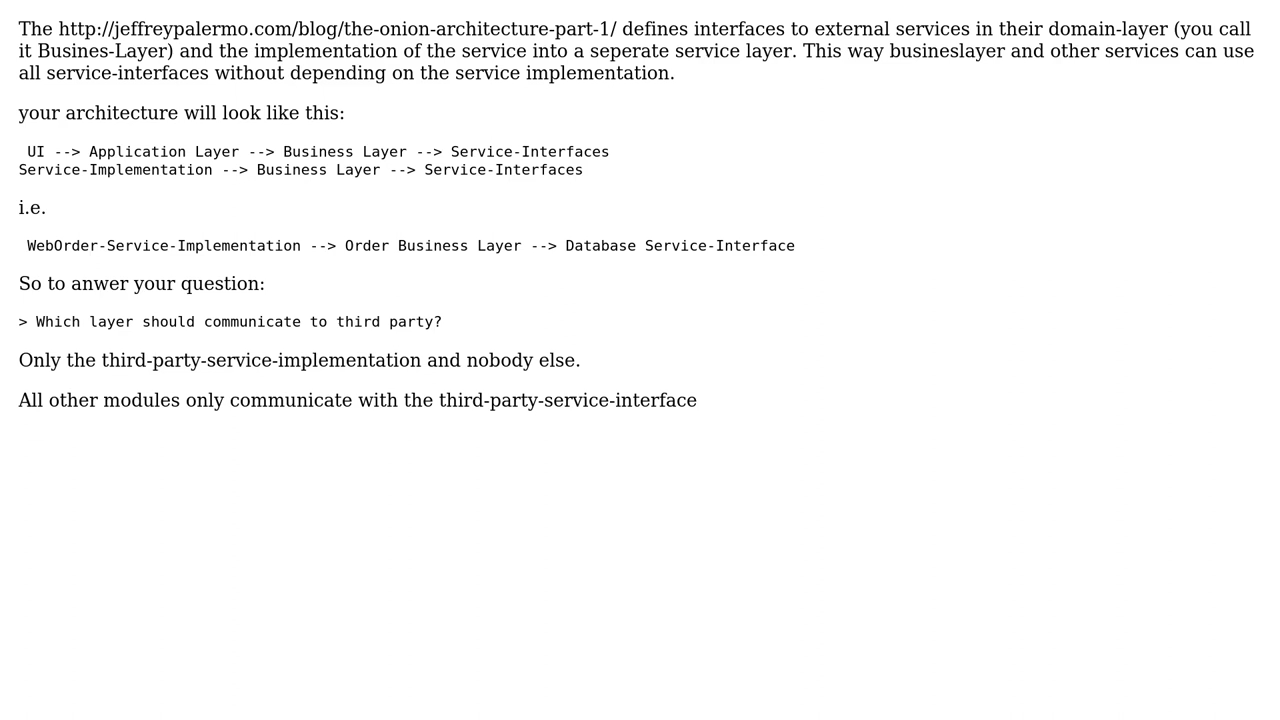 The http://jeffreypalermo.com/blog/the-onion-architecture-part-1/ defines interfaces to external services in their domain-layer (you call
it Busines-Layer) and the implementation of the service into a seperate service layer. This way busineslayer and other services can use
all service-interfaces without depending on the service implementation.
your architecture will look like this:
UI --> Application Layer --> Business Layer --> Service-Interfaces
Service-Implementation --> Business Layer --> Service-Interfaces
i.e.
WebOrder-Service-Implementation --> Order Business Layer --> Database Service-Interface
So to anwer your question:
> Which layer should communicate to third party?
Only the third-party-service-implementation and nobody else.
All other modules only communicate with the third-party-service-interface